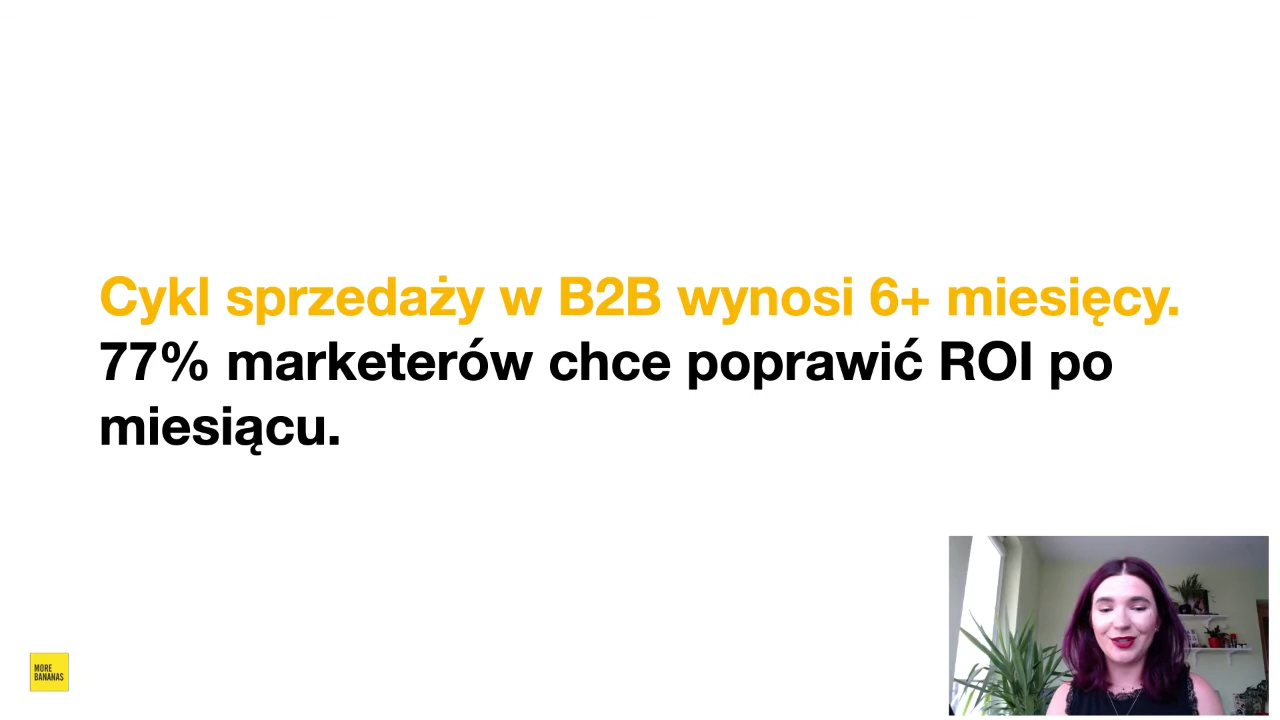 Cykl sprzedaży w B2B wynosi 6+ miesięcy.
77% marketerów chce poprawić ROI po
miesiącu.
MORE
BANANAS